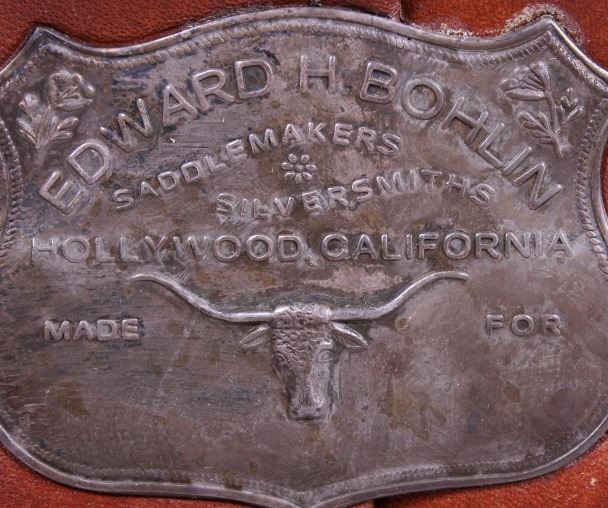 EDWARD H. BOHLIN
SADDLEMAKERS
SILVERSMITHS
HOLLYWOOD, CALIFORNIA
MADE FOR